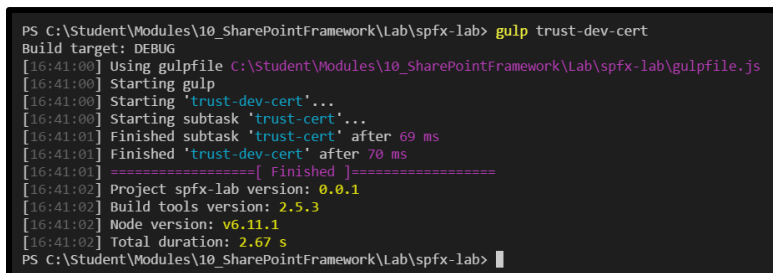 PS C:\Student\Modules\10_SharePointFramework\Lab\spfx-lab> gulp trust-dev-cert
Build target: DEBUG
[16:41:00] Using gulpfile C:\Student\Modules\10_SharePointFramework\Lab\spfx-lab\gulpfile.js
[16:41:00] Starting gulp
[16:41:00] Starting 'trust-dev-cert'...
[16:41:00] Starting subtask 'trust-cert'...
[16:41:01] Finished subtask 'trust-cert' after 69 ms
[16:41:01] Finished 'trust-dev-cert' after 70 ms
[16:41:01] ==================[ Finished ]==================
[16:41:02] Project spfx-lab version: 0.0.1
[16:41:02] Build tools version: 2.5.3
[16:41:02] Node version: v6.11.1
[16:41:02] Total duration: 2.67 s
PS C:\Student\Modules\10_SharePointFramework\Lab\spfx-lab>